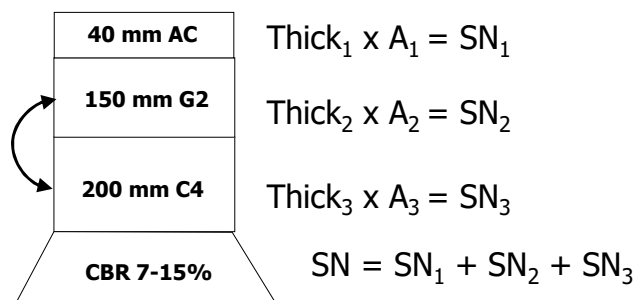 40 mm AC Thick₁ x A₁ = SN₁
150 mm G2 Thick₂ x A₂ = SN₂
200 mm C4 Thick₃ x A₃ = SN₃
CBR 7-15% SN = SN₁ + SN₂ + SN₃